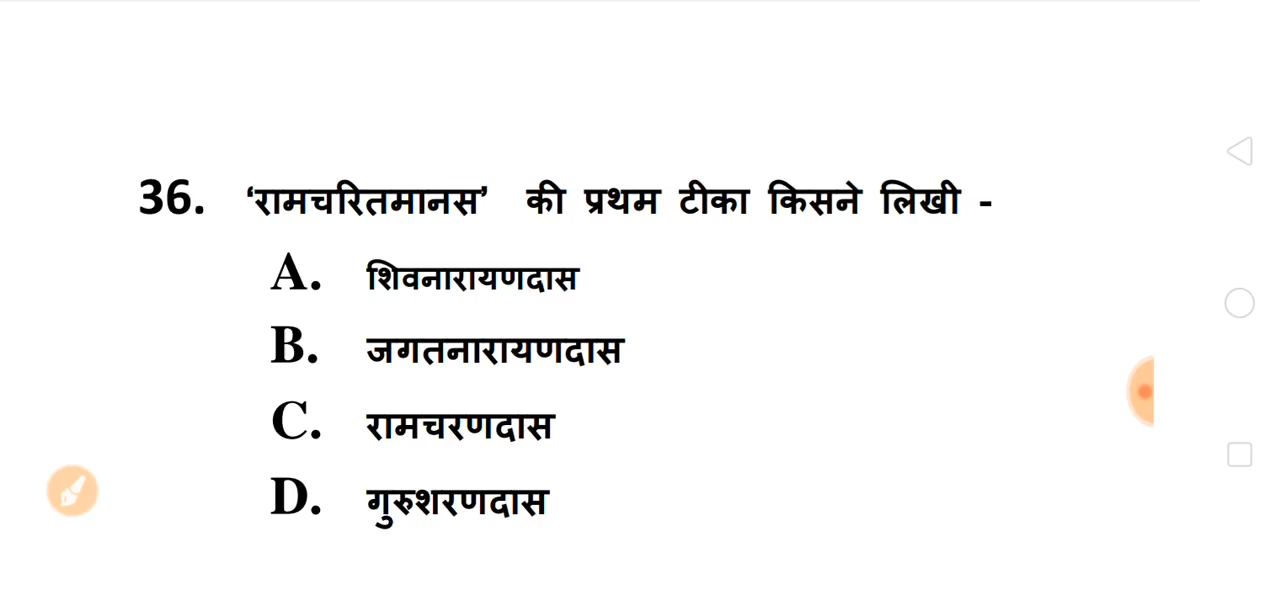 36. ‘रामचरितमानस’ की प्रथम टीका किसने लिखी -
A. शिवनारायणदास
B. जगतनारायणदास
C. रामचरणदास
D. गुरुशरणदास